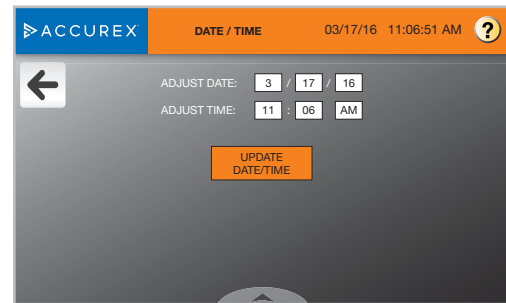 ACCUREX DATE / TIME 03/17/16 11:06:51 AM ?
ADJUST DATE: 3 / 17 / 16
ADJUST TIME: 11 : 06 AM
UPDATE
DATE/TIME